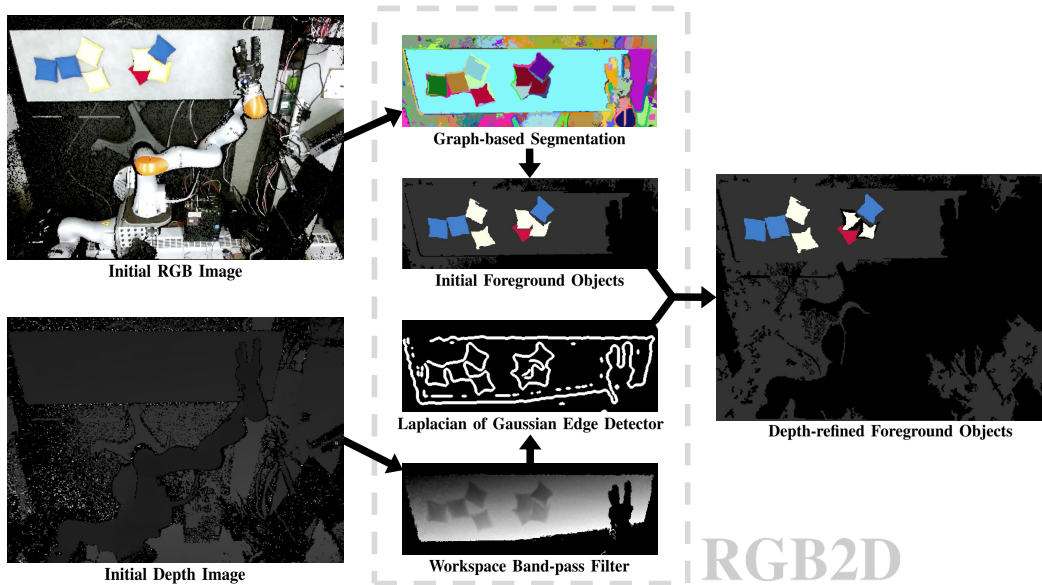 Initial RGB Image
Graph-based Segmentation
Initial Foreground Objects
Laplacian of Gaussian Edge Detector
Depth-refined Foreground Objects
Initial Depth Image
Workspace Band-pass Filter
RGB2D